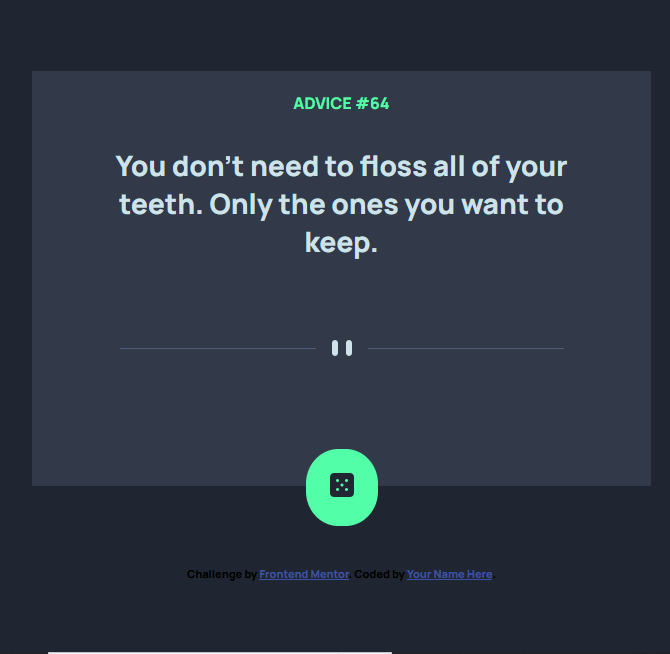 ADVICE #64
You don’t need to floss all of your
teeth. Only the ones you want to
keep.
Challenge by Frontend Mentor. Coded by Your Name Here.